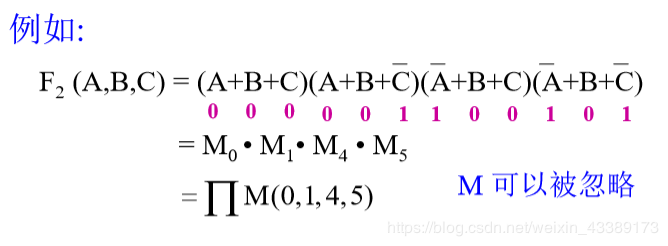 例如:
F₂ (A,B,C) = (A+B+C)(A+B+C̅)(A̅+B+C)(A̅+B+C̅)
0 0 0 0 0 1 1 0 0 1 0 1
= M₀ • M₁ • M₄ • M₅
= ∏ M(0,1,4,5)
M 可以被忽略
https://blog.csdn.net/weixin_43389173